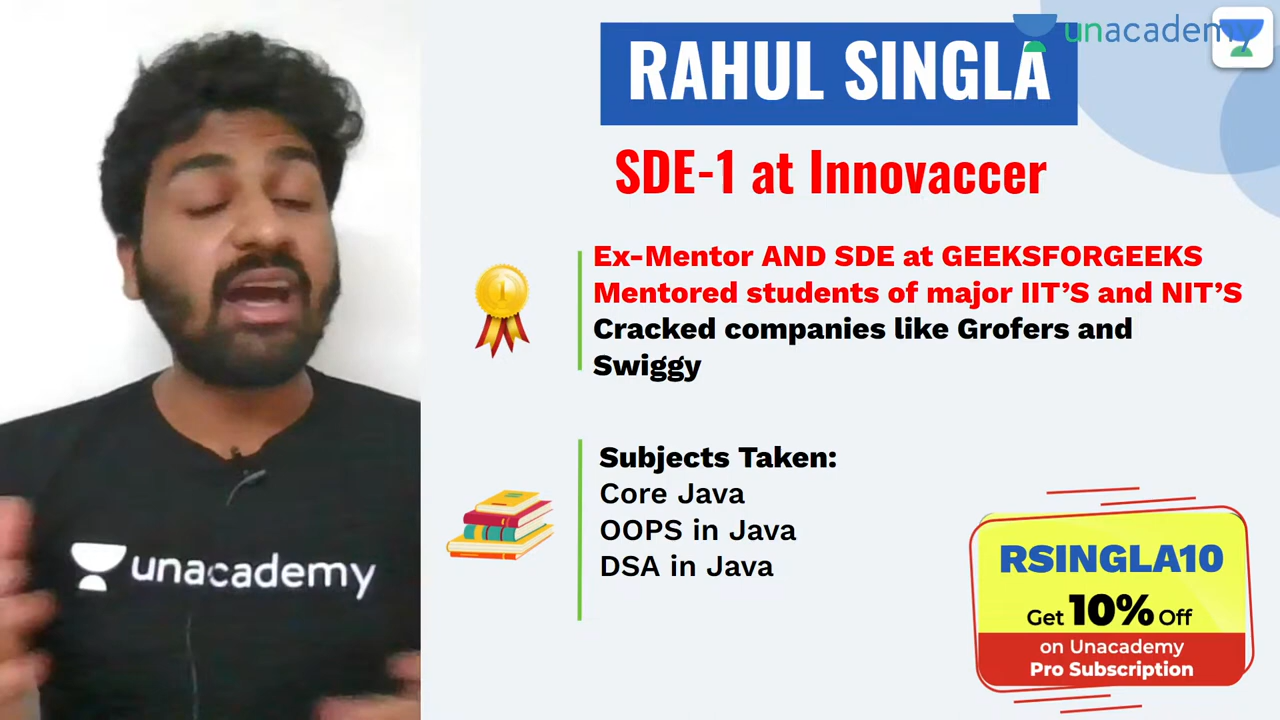 unacademy
RAHUL SINGLA
SDE-1 at Innovaccer
Ex-Mentor AND SDE at GEEKSFORGEEKS
Mentored students of major IIT’S and NIT’S
Cracked companies like Grofers and
Swiggy
1
Subjects Taken:
Core Java
OOPS in Java
DSA in Java
unacademy
RSINGLA10
Get 10% Off
on Unacademy
Pro Subscription